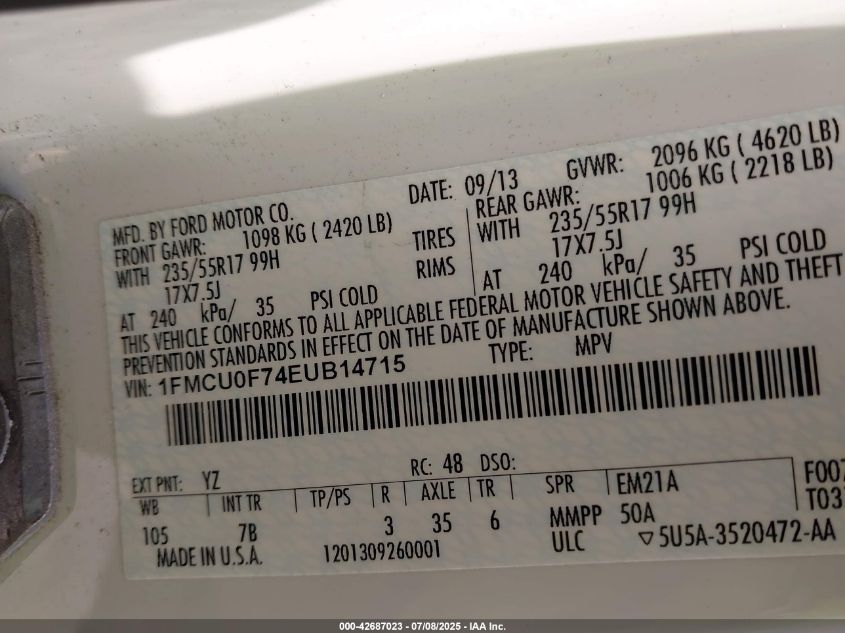 MFD. BY FORD MOTOR CO. DATE: 09/13 GVWR: 2096 KG ( 4620 LB)
FRONT GAWR: 1098 KG ( 2420 LB) REAR GAWR: 1006 KG ( 2218 LB)
WITH 235/55R17 99H TIRES WITH 235/55R17 99H
17X7.5J RIMS 17X7.5J
AT 240 kPa/ 35 PSI COLD AT 240 kPa/ 35 PSI COLD
THIS VEHICLE CONFORMS TO ALL APPLICABLE FEDERAL MOTOR VEHICLE SAFETY AND THEFT
PREVENTION STANDARDS IN EFFECT ON THE DATE OF MANUFACTURE SHOWN ABOVE.
VIN: 1FMCU0F74EUB14715 TYPE: MPV
EXT PNT: YZ RC: 48 DSO:
WB INT TR TP/PS R AXLE TR SPR EM21A F007
105 7B 3 35 6 MMPP 50A
MADE IN U.S.A. 1201309260001 ULC ▽5U5A-3520472-AA
000-42687023 - 07/08/2025 - IAA Inc.